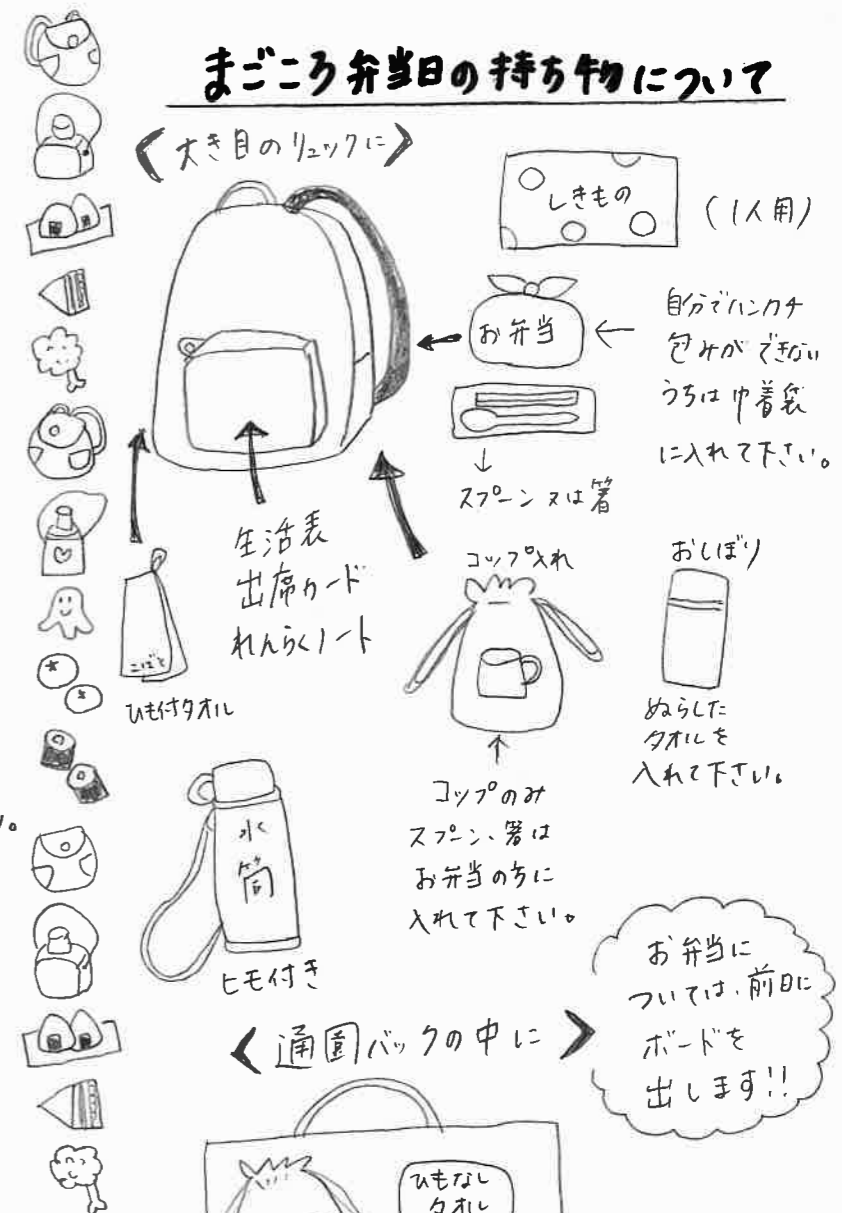 まごころ弁当日の持ち物について
〈大き目のリュックに〉
しきもの
(1人用)
お弁当
自分でハンカチ
包みができない
うちは巾着袋
に入れて下さい。
スプーン又は箸
生活表
出席カード
れんらくノート
こばと
ひも付タオル
コップ入れ
コップのみ
スプーン、箸は
お弁当の方に
入れて下さい。
おしぼり
ぬらした
タオルを
入れて下さい。
水筒
ヒモ付き
お弁当に
ついては、前日に
ボードを
出します!!
〈通園バックの中に〉
ひもなし
タオル